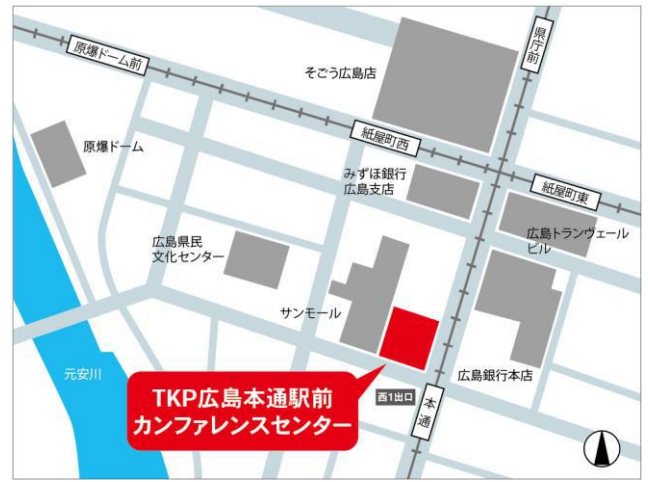 原爆ドーム前
県庁前
そごう広島店
紙屋町西
原爆ドーム
みずほ銀行
広島支店
紙屋町東
広島県民
文化センター
広島トランヴェール
ビル
サンモール
元安川
広島銀行本店
TKP広島本通駅前
カンファレンスセンター
西1出口
本通